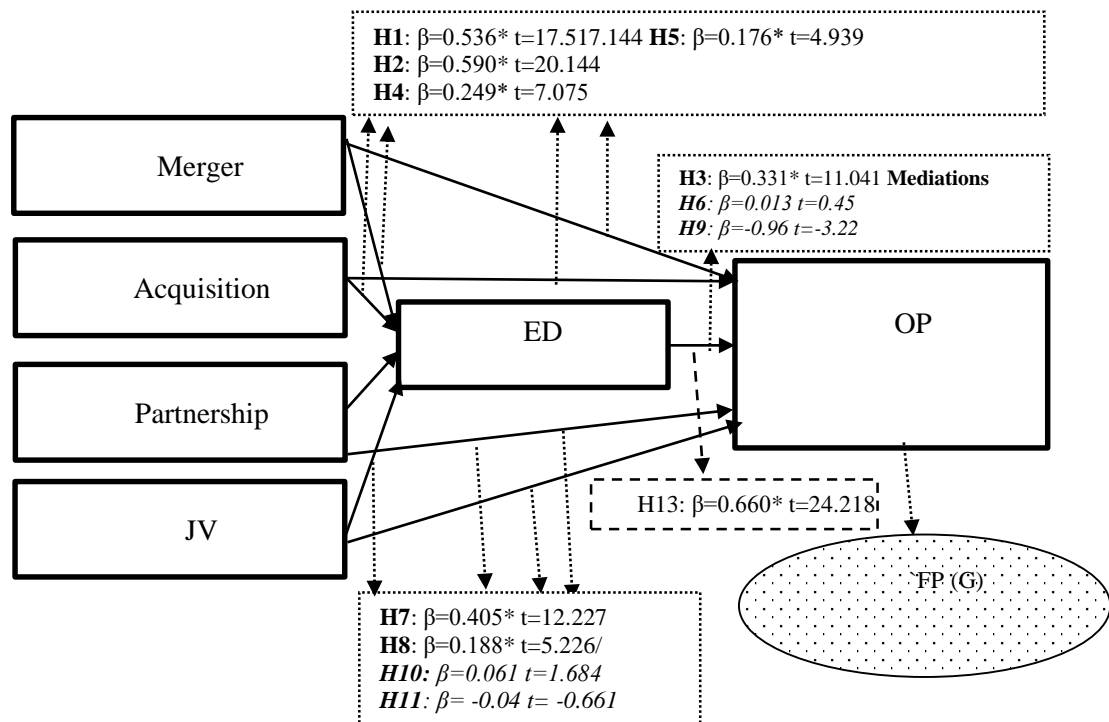 H1: β=0.536* t=17.517.144 H5: β=0.176* t=4.939
H2: β=0.590* t=20.144
H4: β=0.249* t=7.075
Merger
H3: β=0.331* t=11.041 Mediations
H6: β=0.013 t=0.45
H9: β=-0.96 t=-3.22
Acquisition
ED
OP
Partnership
JV
H13: β=0.660* t=24.218
`FP (G)
H7: β=0.405* t=12.227
H8: β=0.188* t=5.226/
H10: β=0.061 t=1.684
H11: β= -0.04 t= -0.661